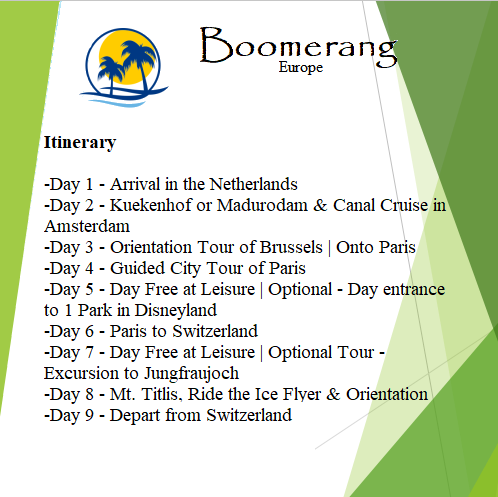 Boomerang
Europe
Itinerary
-Day 1 - Arrival in the Netherlands
-Day 2 - Kuekenhof or Madurodam & Canal Cruise in
Amsterdam
-Day 3 - Orientation Tour of Brussels | Onto Paris
-Day 4 - Guided City Tour of Paris
-Day 5 - Day Free at Leisure | Optional - Day entrance
to 1 Park in Disneyland
-Day 6 - Paris to Switzerland
-Day 7 - Day Free at Leisure | Optional Tour -
Excursion to Jungfraujoch
-Day 8 - Mt. Titlis, Ride the Ice Flyer & Orientation
-Day 9 - Depart from Switzerland